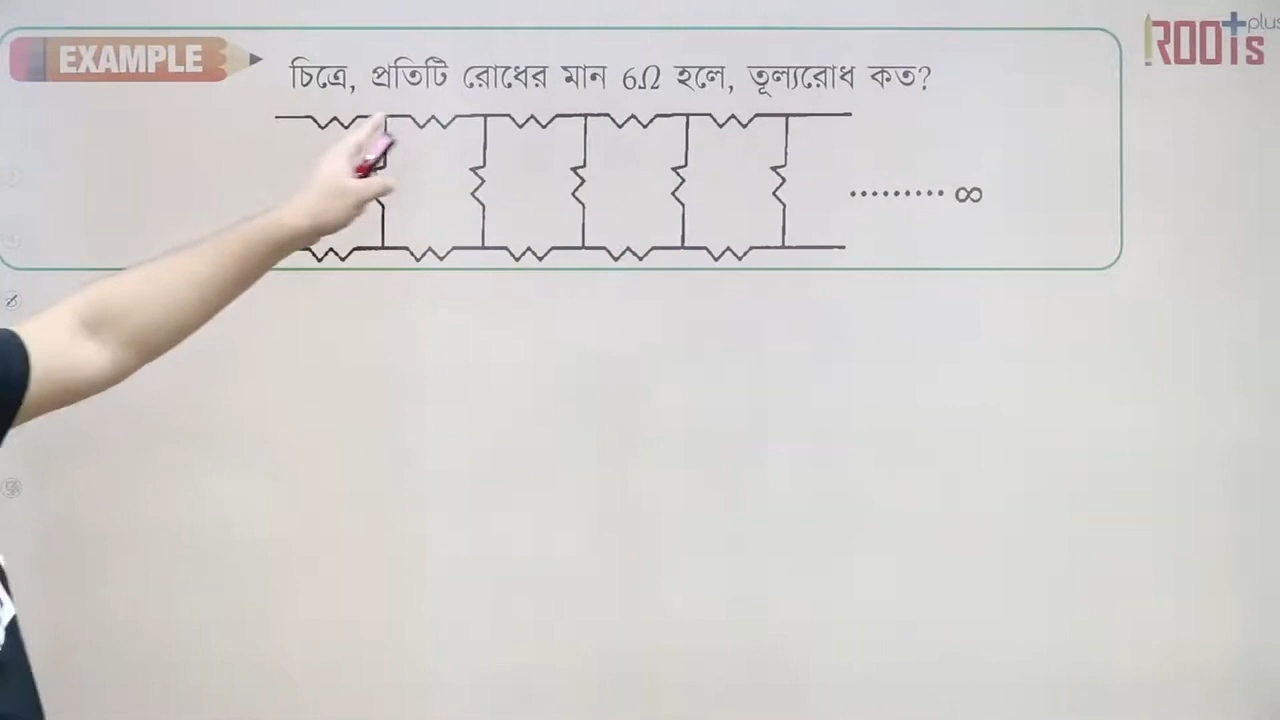 EXAMPLE
চিত্রে, প্রতিটি রোধের মান 6Ω হলে, তূল্যরোধ কত?
......... ∞
ROOTs plus